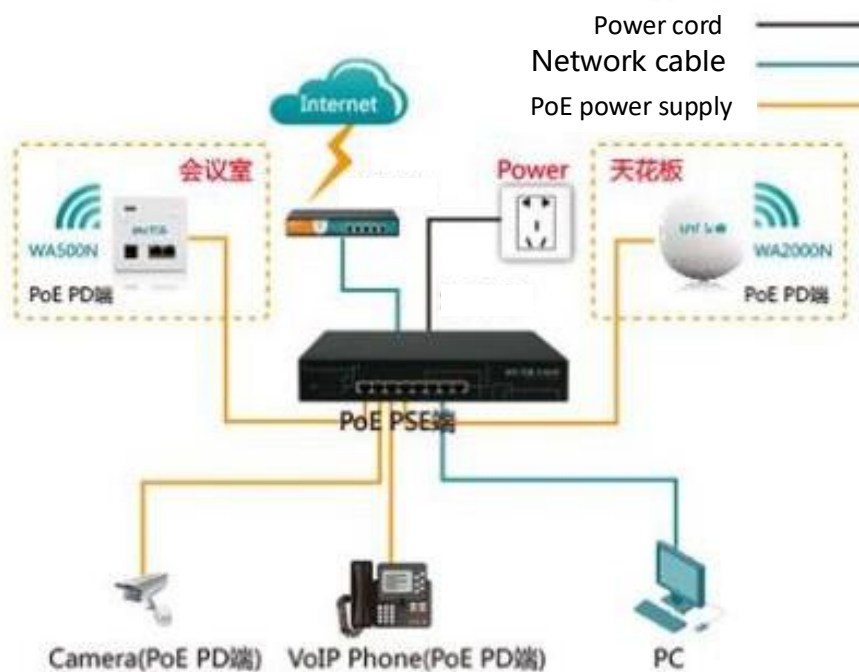 Power cord
Network cable
PoE power supply
Internet
会议室
Power
天花板
WA500N
WA2000N
PoE PD端
PoE PD端
PoE PSE端
Camera(PoE PD端)
VoIP Phone(PoE PD端)
PC